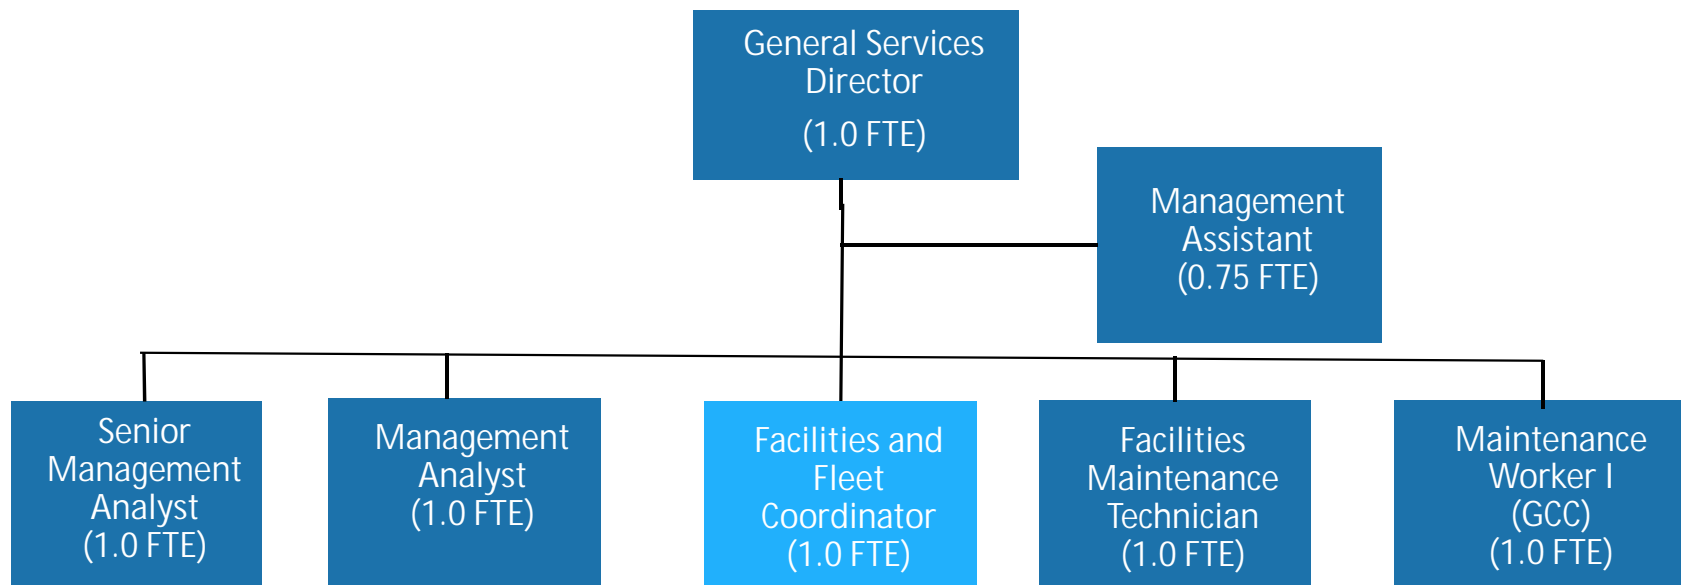 General Services
Director
(1.0 FTE)
Management
Assistant
(0.75 FTE)
Senior
Management
Analyst
(1.0 FTE)
Management
Analyst
(1.0 FTE)
Facilities and
Fleet
Coordinator
(1.0 FTE)
Facilities
Maintenance
Technician
(1.0 FTE)
Maintenance
Worker I
(GCC)
(1.0 FTE)